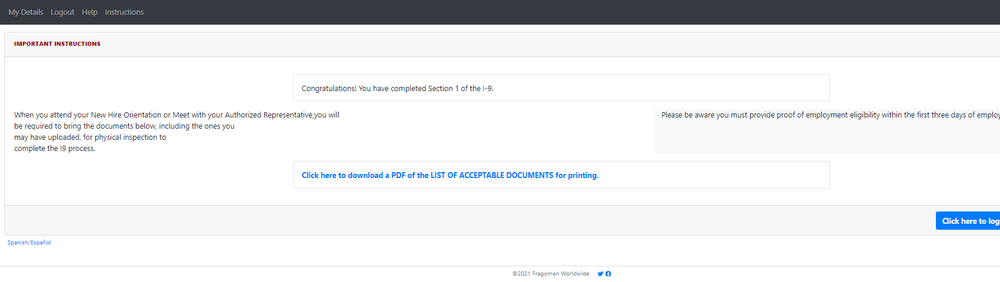 My Details Logout Help Instructions
IMPORTANT INSTRUCTIONS
Congratulations! You have completed Section 1 of the I-9.
When you attend your New Hire Orientation or Meet with your Authorized Representative,you will
be required to bring the documents below, including the ones you
may have uploaded, for physical inspection to
complete the I9 process.
Please be aware you must provide proof of employment eligibility within the first three days of
Click here to download a PDF of the LIST OF ACCEPTABLE DOCUMENTS for printing.
Click here to log
Spanish/Español
©2021 Fragomen Worldwide